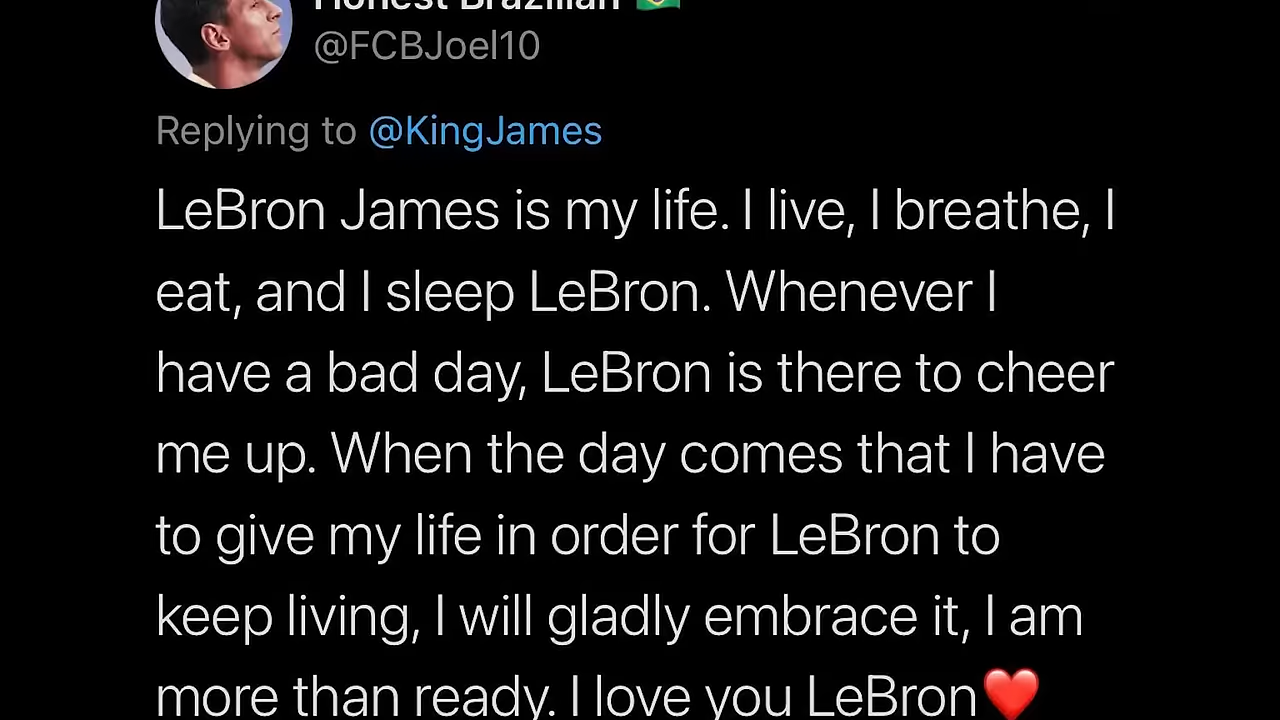 Honest Brazilian 🇧🇷
@FCBJoel10
Replying to @KingJames
LeBron James is my life. I live, I breathe, I
eat, and I sleep LeBron. Whenever I
have a bad day, LeBron is there to cheer
me up. When the day comes that I have
to give my life in order for LeBron to
keep living, I will gladly embrace it, I am
more than ready. I love you LeBron❤️